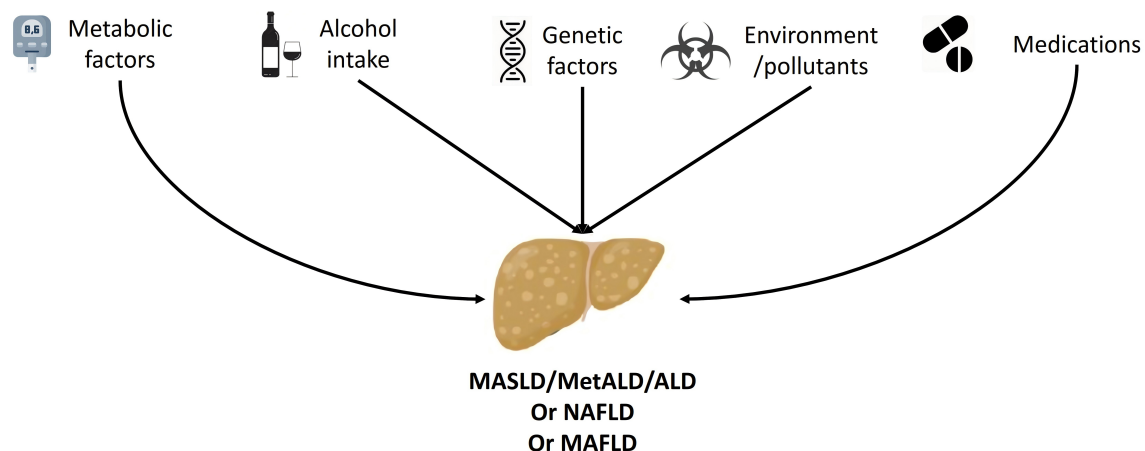 8,6
Metabolic
factors
Alcohol
intake
Genetic
factors
Environment
/pollutants
Medications
MASLD/MetALD/ALD
Or NAFLD
Or MAFLD